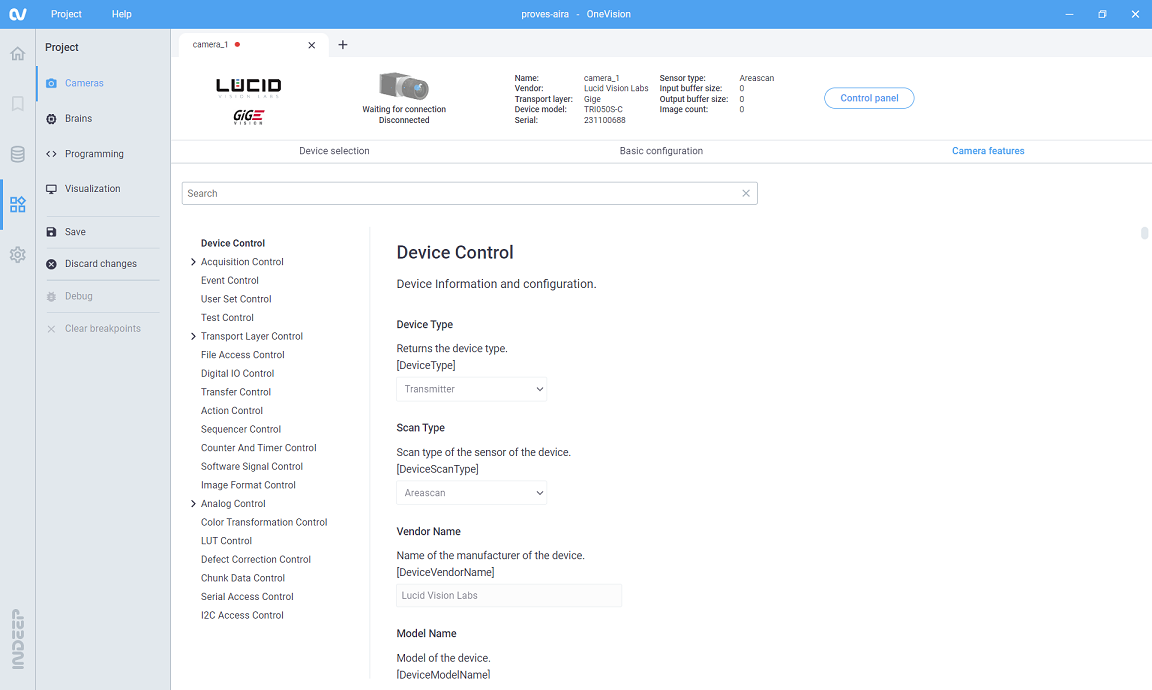 Project Help proves-aira - OneVision
Project
Cameras
Brains
Programming
Visualization
Save
Discard changes
Debug
Clear breakpoints
INDEEP
camera_1
LUCID
VISION LABS
GIGE
VISION
Waiting for connection
Disconnected
Name: camera_1
Vendor: Lucid Vision Labs
Transport layer: Gige
Device model: TRI050S-C
Serial: 231100688
Sensor type: Areascan
Input buffer size: 0
Output buffer size: 0
Image count: 0
Control panel
Device selection Basic configuration Camera features
Search
Device Control
Acquisition Control
Event Control
User Set Control
Test Control
Transport Layer Control
File Access Control
Digital IO Control
Transfer Control
Action Control
Sequencer Control
Counter And Timer Control
Software Signal Control
Image Format Control
Analog Control
Color Transformation Control
LUT Control
Defect Correction Control
Chunk Data Control
Serial Access Control
I2C Access Control
Device Control
Device Information and configuration.
Device Type
Returns the device type.
[DeviceType]
Transmitter
Scan Type
Scan type of the sensor of the device.
[DeviceScanType]
Areascan
Vendor Name
Name of the manufacturer of the device.
[DeviceVendorName]
Lucid Vision Labs
Model Name
Model of the device.
[DeviceModelName]